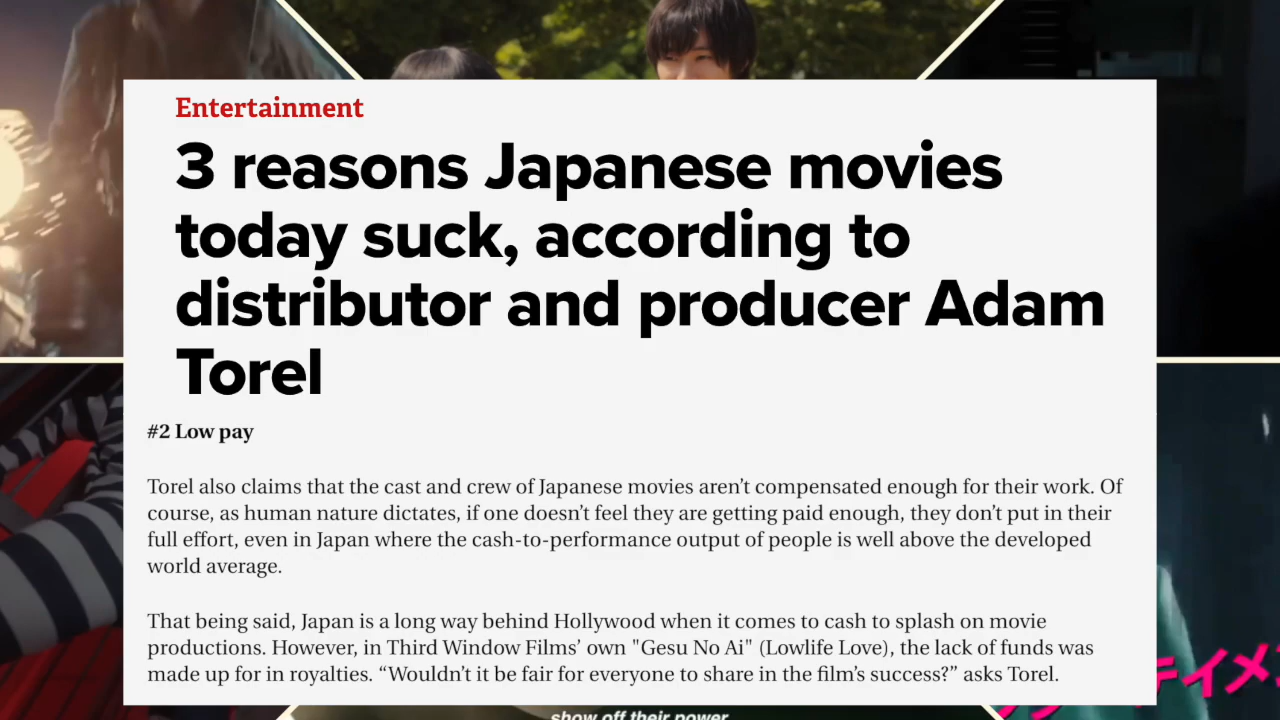 Entertainment
3 reasons Japanese movies
today suck, according to
distributor and producer Adam
Torel
#2 Low pay
Torel also claims that the cast and crew of Japanese movies aren’t compensated enough for their work. Of
course, as human nature dictates, if one doesn’t feel they are getting paid enough, they don’t put in their
full effort, even in Japan where the cash-to-performance output of people is well above the developed
world average.
That being said, Japan is a long way behind Hollywood when it comes to cash to splash on movie
productions. However, in Third Window Films’ own "Gesu No Ai" (Lowlife Love), the lack of funds was
made up for in royalties. “Wouldn’t it be fair for everyone to share in the film’s success?” asks Torel.
show off their power